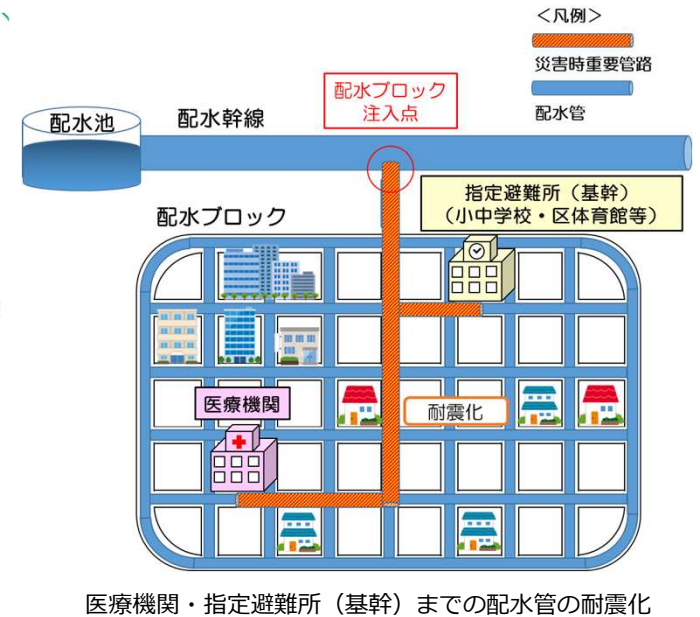 <凡例>
災害時重要管路
配水管
配水ブロック
注入点
配水池
配水幹線
指定避難所(基幹)
(小中学校・区体育館等)
配水ブロック
医療機関
耐震化
医療機関・指定避難所(基幹)までの配水管の耐震化